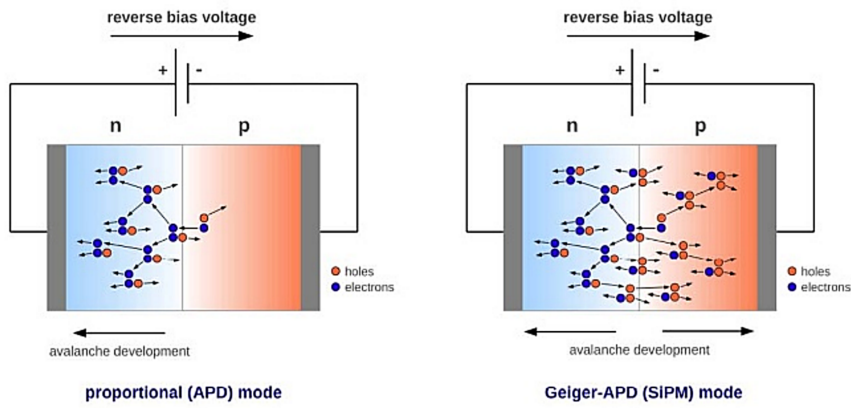 reverse bias voltage
+ -
n p
holes
electrons
avalanche development
proportional (APD) mode
reverse bias voltage
+ -
n p
holes
electrons
avalanche development
Geiger-APD (SiPM) mode